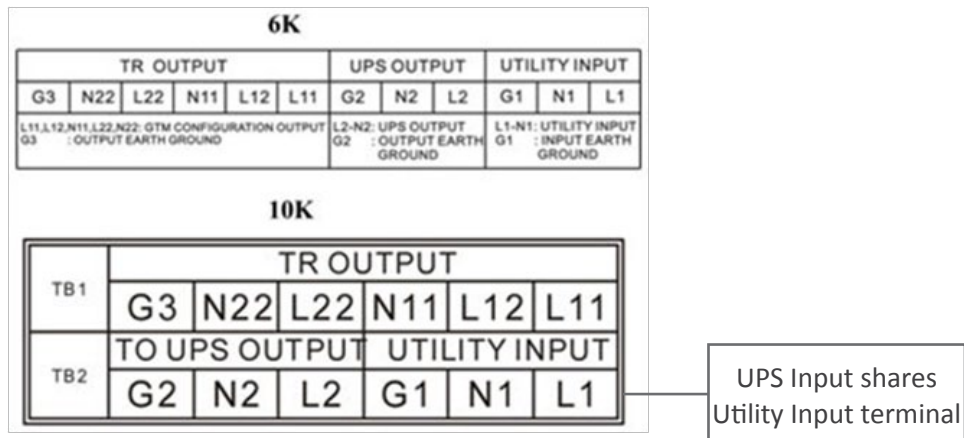 6K
TR OUTPUT UPS OUTPUT UTILITY INPUT
G3 N22 L22 N11 L12 L11 G2 N2 L2 G1 N1 L1
L11,L12,N11,L22,N22: GTM CONFIGURATION OUTPUT L2-N2: UPS OUTPUT L1-N1: UTILITY INPUT
G3 : OUTPUT EARTH GROUND G2 : OUTPUT EARTH G1 : INPUT EARTH
GROUND GROUND
10K
TB1 TR OUTPUT
G3 N22 L22 N11 L12 L11
TB2 TO UPS OUTPUT UTILITY INPUT
G2 N2 L2 G1 N1 L1
UPS Input shares
Utility Input terminal